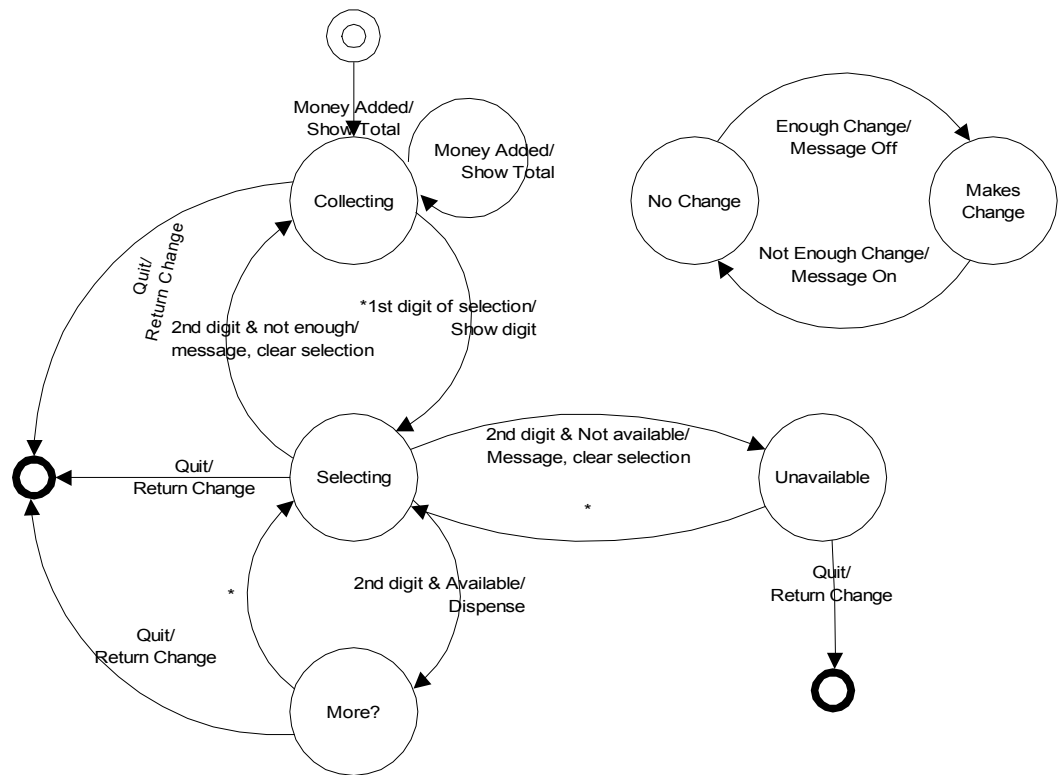 Money Added/
Show Total
Money Added/
Show Total
Collecting
Enough Change/
Message Off
No Change
Makes
Change
Not Enough Change/
Message On
Quit/
Return Change
*1st digit of selection/
Show digit
2nd digit & not enough/
message, clear selection
2nd digit & Not available/
Message, clear selection
Quit/
Return Change
Selecting
Unavailable
*
*
2nd digit & Available/
Dispense
Quit/
Return Change
Quit/
Return Change
More?